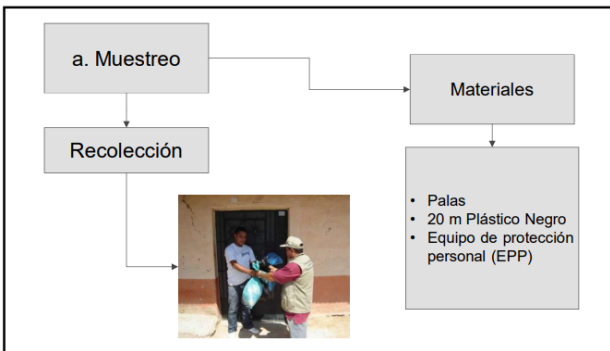 a. Muestreo
Materiales
Recolección
• Palas
• 20 m Plástico Negro
• Equipo de protección
personal (EPP)